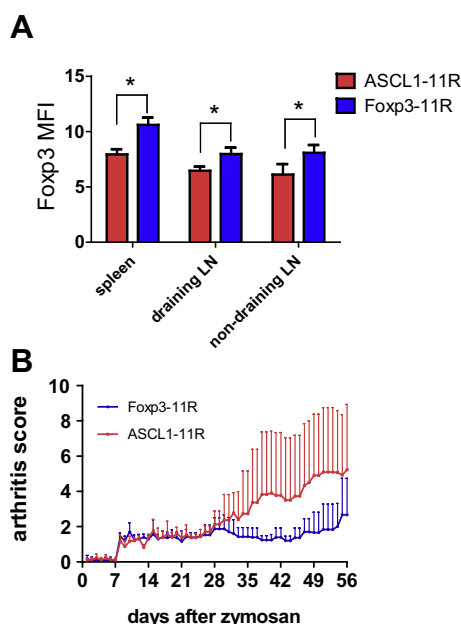 A
Foxp3 MFI
15
10
5
0
* * *
ASCL1-11R
Foxp3-11R
spleen
draining LN
non-draining LN
B
arthritis score
10
8
6
4
2
0
Foxp3-11R
ASCL1-11R
0 7 14 21 28 35 42 49 56
days after zymosan